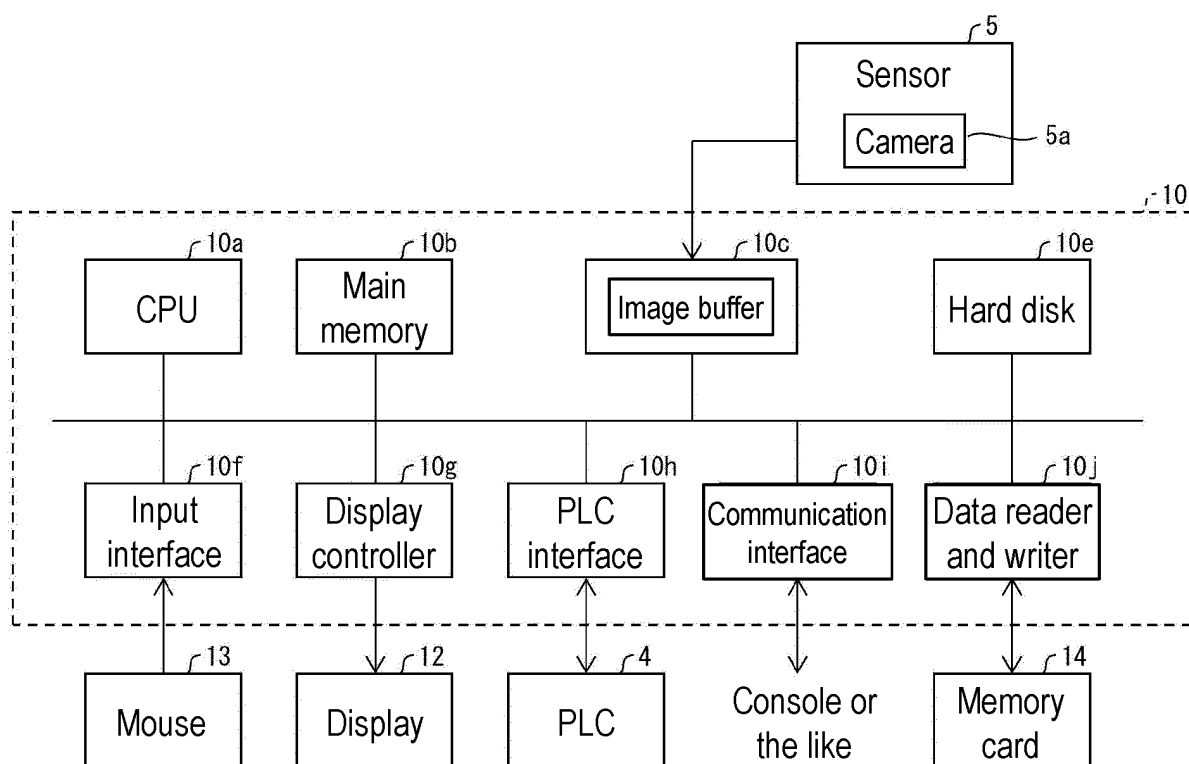 5
Sensor
Camera
5a
10
10a
10b
10c
10e
CPU
Main
memory
Image buffer
Hard disk
10f
10g
10h
10i
10j
Input
interface
Display
controller
PLC
interface
Communication
interface
Data reader
and writer
13
12
4
14
Mouse
Display
PLC
Console or
the like
Memory
card